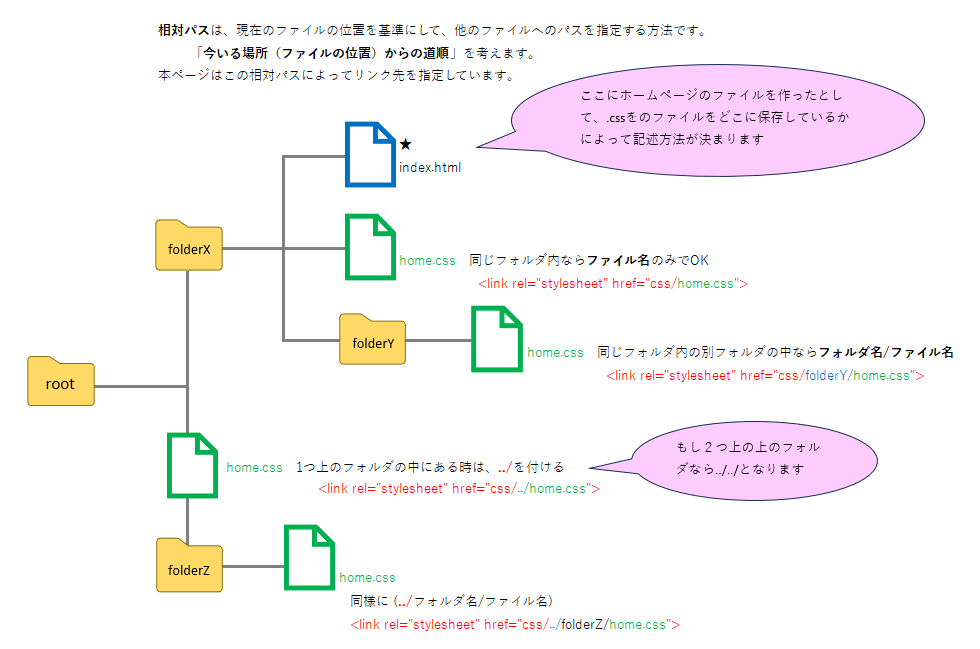 相対パスは、現在のファイルの位置を基準にして、他のファイルへのパスを指定する方法です。
「今いる場所（ファイルの位置）からの道順」を考えます。
本ページはこの相対パスによってリンク先を指定しています。
ここにホームページのファイルを作ったとし
て、.cssをのファイルをどこに保存しているか
によって記述方法が決まります
★
index.html
folderX
home.css 同じフォルダ内ならファイル名のみでOK
<link rel="stylesheet" href="css/home.css">
folderY
home.css 同じフォルダ内の別フォルダの中ならフォルダ名/ファイル名
<link rel="stylesheet" href="css/folderY/home.css">
root
もし２つ上の上のフォル
ダなら../../となります
home.css 1つ上のフォルダの中にある時は、../を付ける
<link rel="stylesheet" href="css/../home.css">
folderZ
home.css
同様に (../フォルダ名/ファイル名)
<link rel="stylesheet" href="css/../folderZ/home.css">